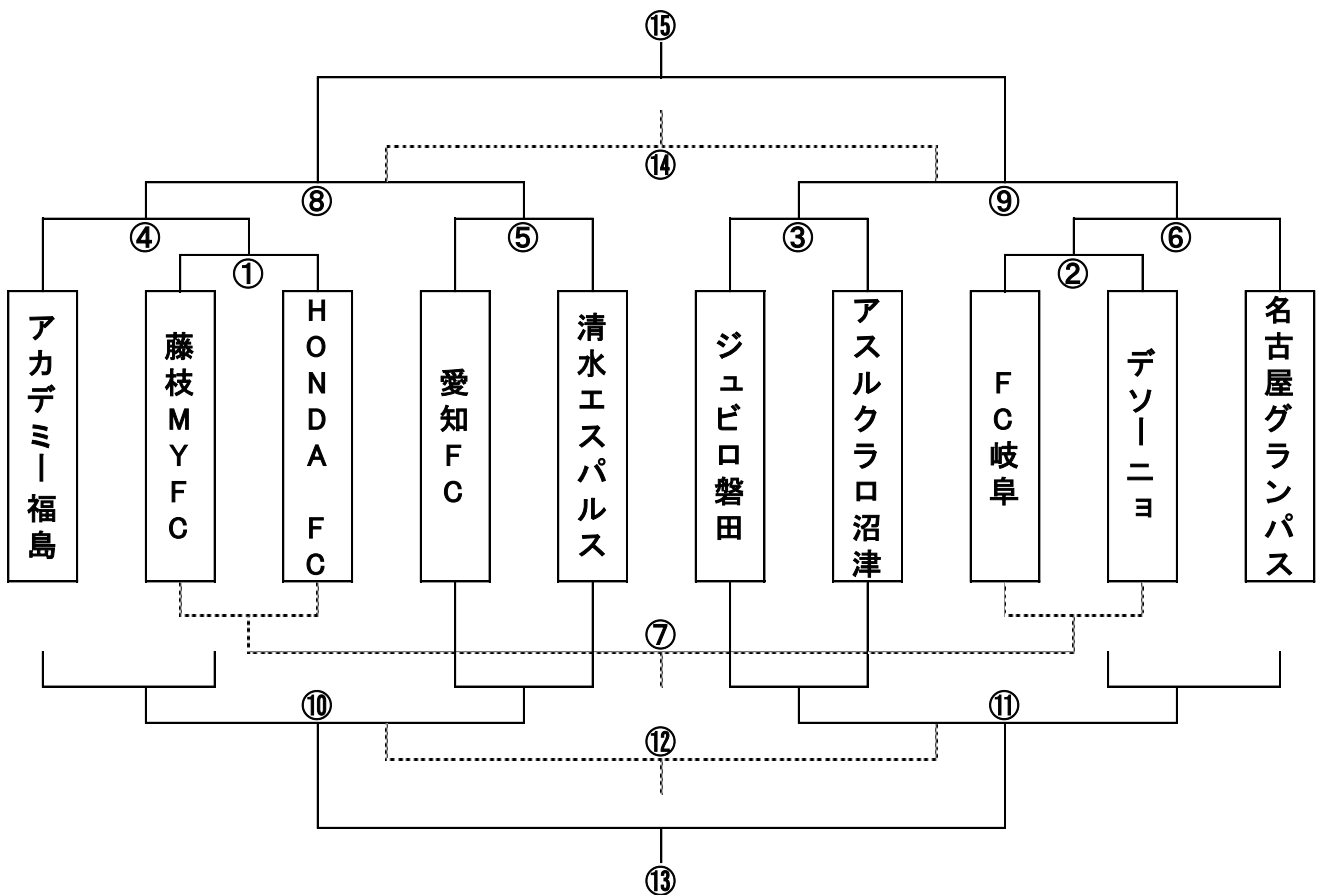 ⑮
⑭
⑧
⑨
④
⑤
③
⑥
①
②
アカデミー福島
藤枝MYFC
HONDA FC
愛知FC
清水エスパルス
ジュビロ磐田
アスルクラロ沼津
FC岐阜
デソーニョ
名古屋グランパス
⑦
⑩
⑪
⑫
⑬